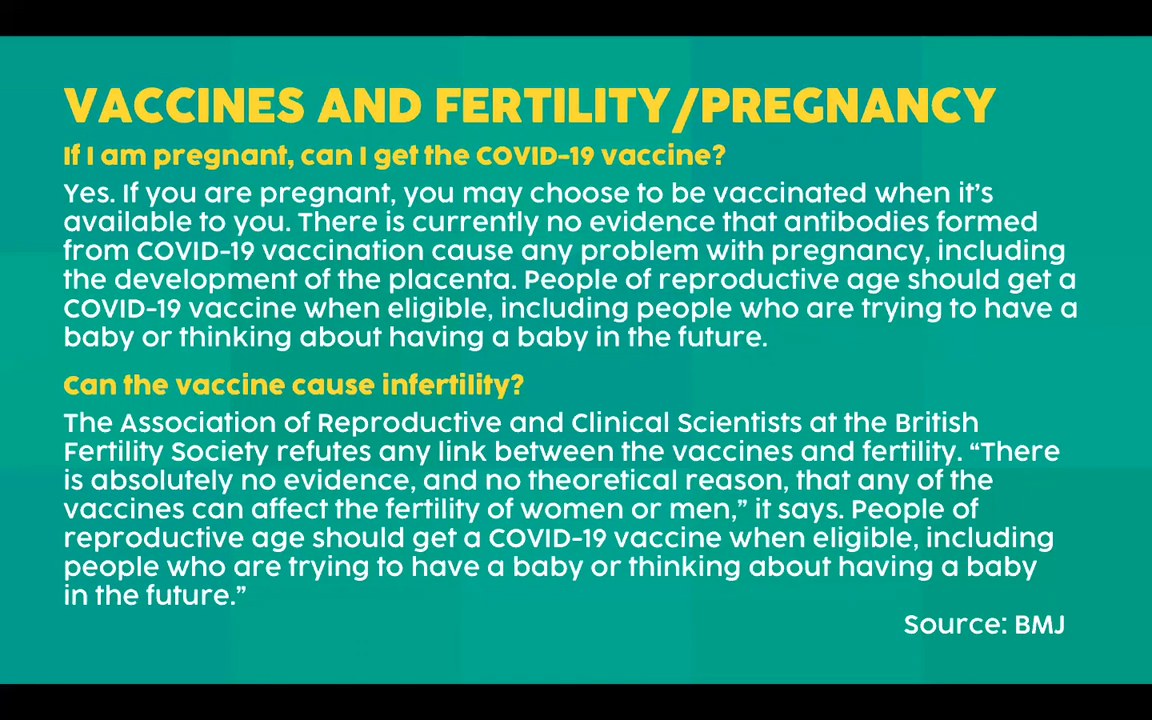 VACCINES AND FERTILITY/PREGNANCY
If I am pregnant, can I get the COVID-19 vaccine?
Yes. If you are pregnant, you may choose to be vaccinated when it's
available to you. There is currently no evidence that antibodies formed
from COVID-19 vaccination cause any problem with pregnancy, including
the development of the placenta. People of reproductive age should get a
COVID-19 vaccine when eligible, including people who are trying to have a
baby or thinking about having a baby in the future.
Can the vaccine cause infertility?
The Association of Reproductive and Clinical Scientists at the British
Fertility Society refutes any link between the vaccines and fertility. “There
is absolutely no evidence, and no theoretical reason, that any of the
vaccines can affect the fertility of women or men,” it says. People of
reproductive age should get a COVID-19 vaccine when eligible, including
people who are trying to have a baby or thinking about having a baby
in the future.”
Source: BMJ